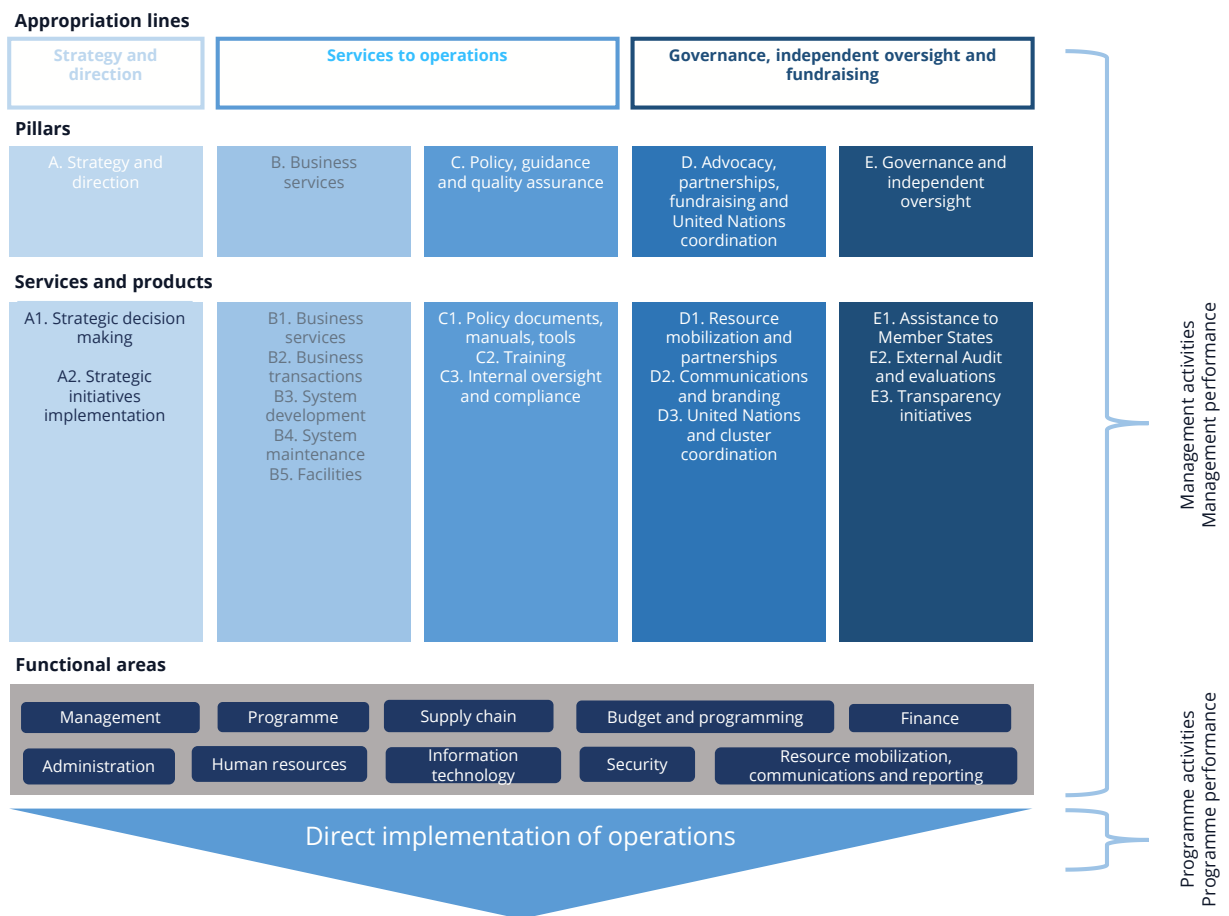 Appropriation lines
Strategy and
direction
Services to operations
Governance, independent oversight and
fundraising
Pillars
A. Strategy and
direction
B. Business
services
C. Policy, guidance
and quality assurance
D. Advocacy,
partnerships,
fundraising and
United Nations
coordination
E. Governance and
independent
oversight
Services and products
A1. Strategic decision
making
A2. Strategic
initiatives
implementation
B1. Business
services
B2. Business
transactions
B3. System
development
B4. System
maintenance
B5. Facilities
C1. Policy documents,
manuals, tools
C2. Training
C3. Internal oversight
and compliance
D1. Resource
mobilization and
partnerships
D2. Communications
and branding
D3. United Nations
and cluster
coordination
E1. Assistance to
Member States
E2. External Audit
and evaluations
E3. Transparency
initiatives
Management activities
Management performance
Functional areas
Management
Programme
Supply chain
Budget and programming
Finance
Administration
Human resources
Information
technology
Security
Resource mobilization,
communications and reporting
Direct implementation of operations
Programme activities
Programme performance